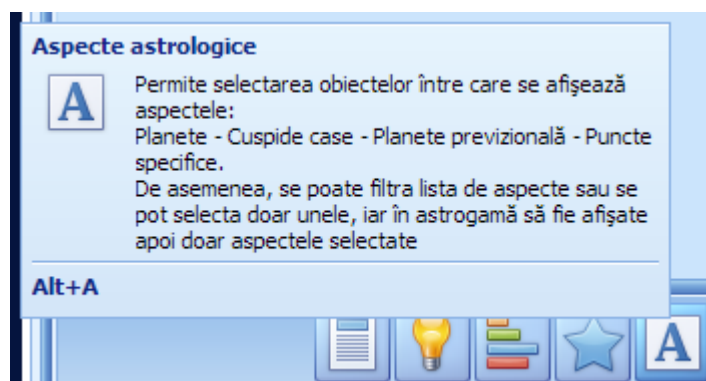 Aspecte astrologice
A
Permite selectarea obiectelor între care se afişează
aspectele:
Planete - Cuspide case - Planete previzională - Puncte
specifice.
De asemenea, se poate filtra lista de aspecte sau se
pot selecta doar unele, iar în astrogamă să fie afişate
apoi doar aspectele selectate
Alt+A
A